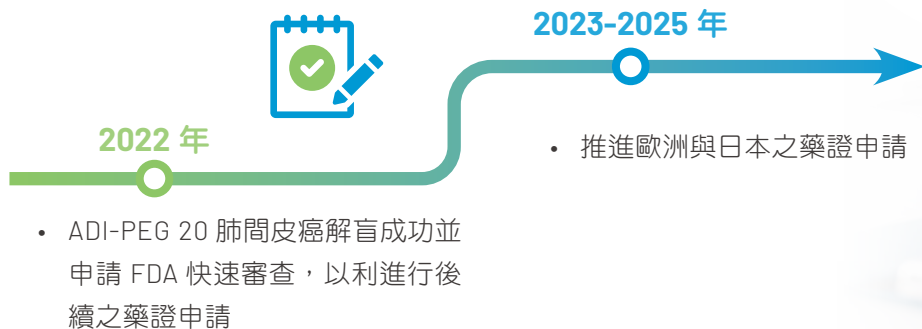 2022 年
• ADI-PEG 20 肺間皮癌解盲成功並
申請 FDA 快速審查，以利進行後
續之藥證申請
2023-2025 年
• 推進歐洲與日本之藥證申請